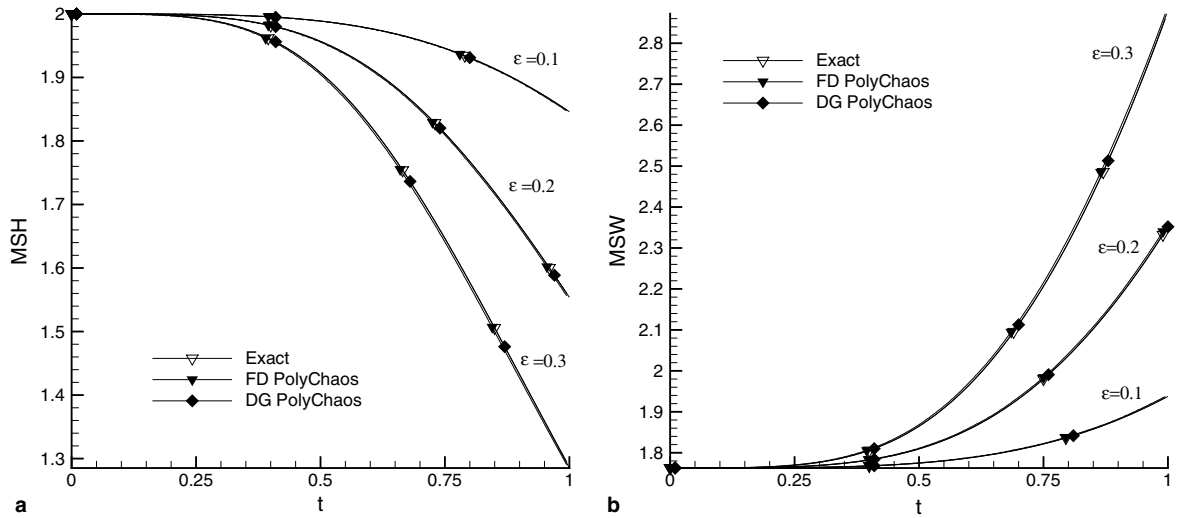 2
1.9
1.8
1.7
1.6
1.5
1.4
1.3
MSH
0
0.25
0.5
0.75
1
t
a
ε=0.1
ε=0.2
ε=0.3
Exact
FD PolyChaos
DG PolyChaos
2.8
2.7
2.6
2.5
2.4
2.3
2.2
2.1
2
1.9
1.8
MSW
0
0.25
0.5
0.75
1
t
b
Exact
FD PolyChaos
DG PolyChaos
ε=0.3
ε=0.2
ε=0.1